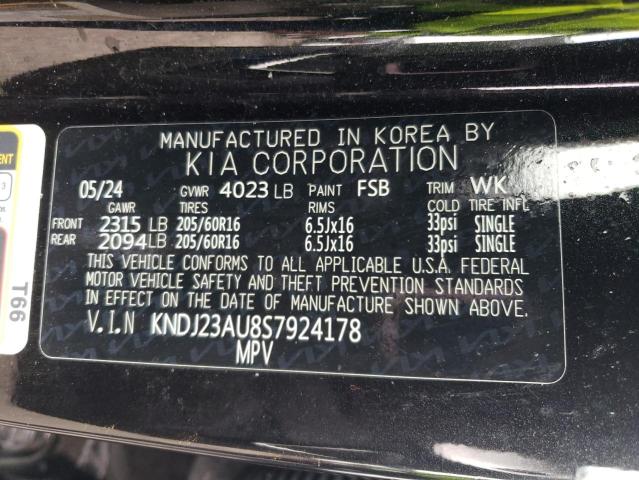 MANUFACTURED IN KOREA BY
KIA CORPORATION
05/24 GVWR 4023 LB PAINT FSB TRIM WK
GAWR TIRES RIMS COLD TIRE INFL
FRONT 2315 LB 205/60R16 6.5Jx16 33psi SINGLE
REAR 2094 LB 205/60R16 6.5Jx16 33psi SINGLE
THIS VEHICLE CONFORMS TO ALL APPLICABLE U.S.A. FEDERAL
MOTOR VEHICLE SAFETY AND THEFT PREVENTION STANDARDS
IN EFFECT ON THE DATE OF MANUFACTURE SHOWN ABOVE.
V.I.N KNDJ23AU8S7924178
MPV
T66